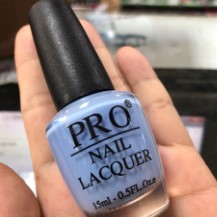 PRO®
NAIL
LACQUER
15ml - 0.5Fl.Oz.e